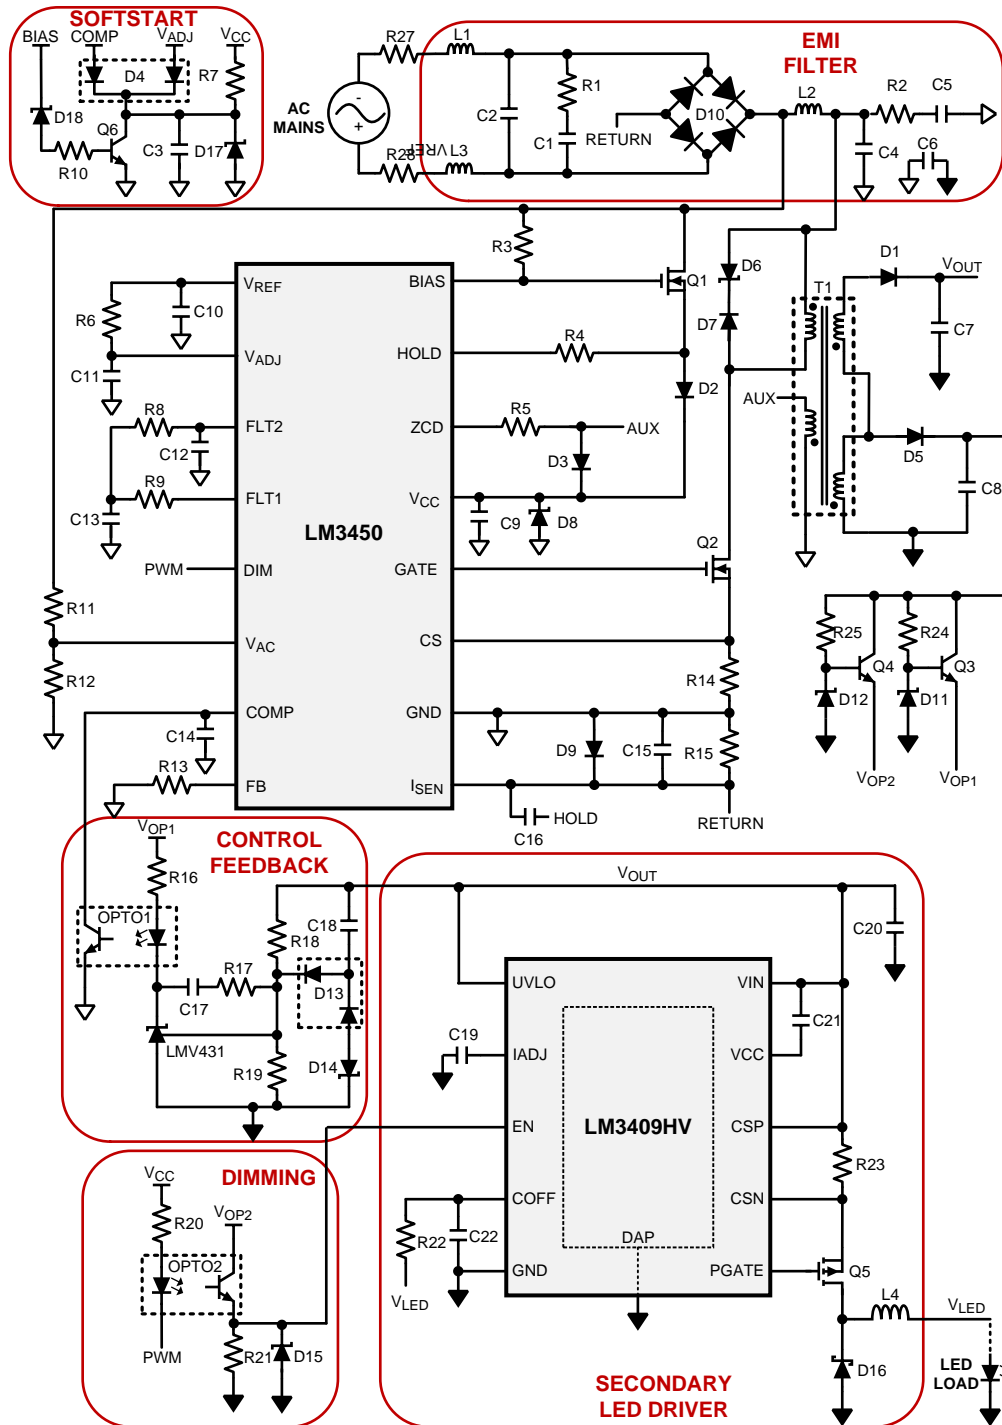 SOFTSTART
BIAS COMP VADJ VCC
D4
R7
D18
Q6
R10
C3
D17
R27
L1
EMI
FILTER
AC
MAINS
R28
L3
VREF
C2
R1
C1
RETURN
D10
L2
R2
C5
C4
C6
R3
Q1
D6
D7
D1
VOUT
C7
T1
AUX
D5
C8
LM3450
VREF
VADJ
FLT2
FLT1
DIM
VAC
COMP
FB
BIAS
HOLD
ZCD
VCC
GATE
CS
GND
ISEN
R6
C10
C11
R8
C12
R9
C13
PWM
R11
R12
C14
R13
R4
D2
R5
AUX
D3
C9
D8
Q2
R14
D9
C15
R15
C16
HOLD
RETURN
R25
Q4
D12
R24
Q3
D11
VOP2
VOP1
CONTROL
FEEDBACK
VOP1
R16
OPTO1
R18
C18
R17
C17
D13
LMV431
R19
D14
VOUT
C20
UVLO
IADJ
EN
COFF
GND
LM3409HV
DAP
VIN
VCC
CSP
CSN
PGATE
C19
C21
R23
R22
C22
VLED
Q5
L4
VLED
D16
LED
LOAD
SECONDARY
LED DRIVER
DIMMING
VCC
R20
VOP2
OPTO2
PWM
R21
D15